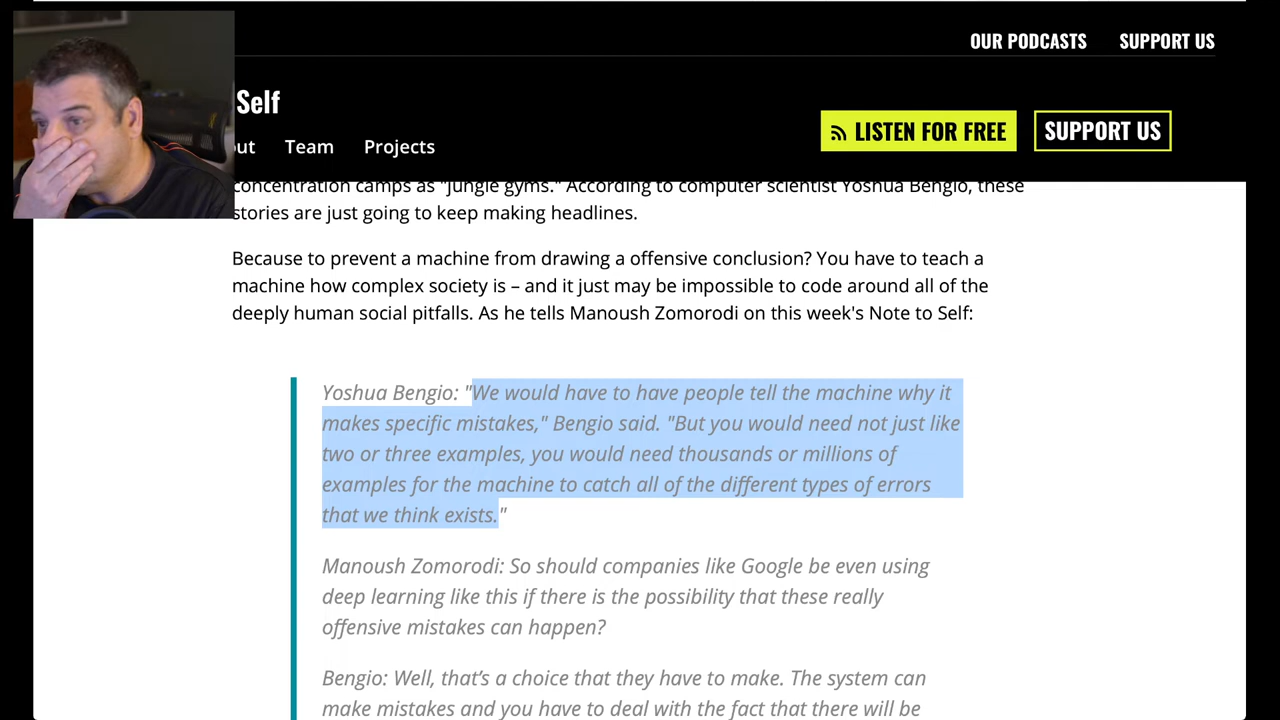 OUR PODCASTS SUPPORT US
Self
LISTEN FOR FREE SUPPORT US
out Team Projects
concentration camps as "jungle gyms." According to computer scientist Yoshua Bengio, these
stories are just going to keep making headlines.
Because to prevent a machine from drawing a offensive conclusion? You have to teach a
machine how complex society is – and it just may be impossible to code around all of the
deeply human social pitfalls. As he tells Manoush Zomorodi on this week's Note to Self:
Yoshua Bengio: "We would have to have people tell the machine why it
makes specific mistakes," Bengio said. "But you would need not just like
two or three examples, you would need thousands or millions of
examples for the machine to catch all of the different types of errors
that we think exists."
Manoush Zomorodi: So should companies like Google be even using
deep learning like this if there is the possibility that these really
offensive mistakes can happen?
Bengio: Well, that's a choice that they have to make. The system can
make mistakes and you have to deal with the fact that there will be